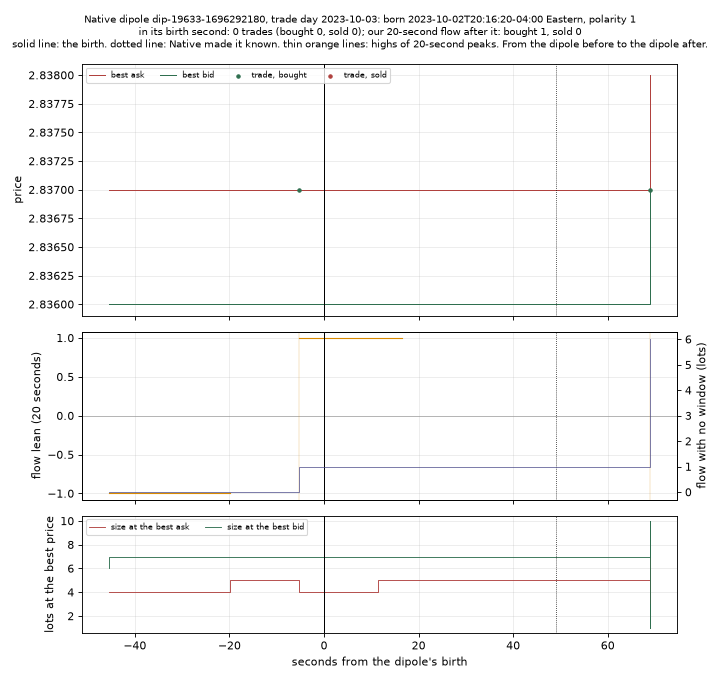 Native dipole dip-19633-1696292180, trade day 2023-10-03: born 2023-10-02T20:16:20-04:00 Eastern, polarity 1
in its birth second: 0 trades (bought 0, sold 0); our 20-second flow after it: bought 1, sold 0
solid line: the birth. dotted line: Native made it known. thin orange lines: highs of 20-second peaks. From the dipole before to the dipole after.
best ask best bid trade, bought trade, sold
2.83800
2.83775
2.83750
2.83725
2.83700
2.83675
2.83650
2.83625
2.83600
price
1.0
0.5
0.0
−0.5
−1.0
flow lean (20 seconds)
6
5
4
3
2
1
0
flow with no window (lots)
size at the best ask size at the best bid
10
8
6
4
2
lots at the best price
−40 −20 0 20 40 60
seconds from the dipole's birth